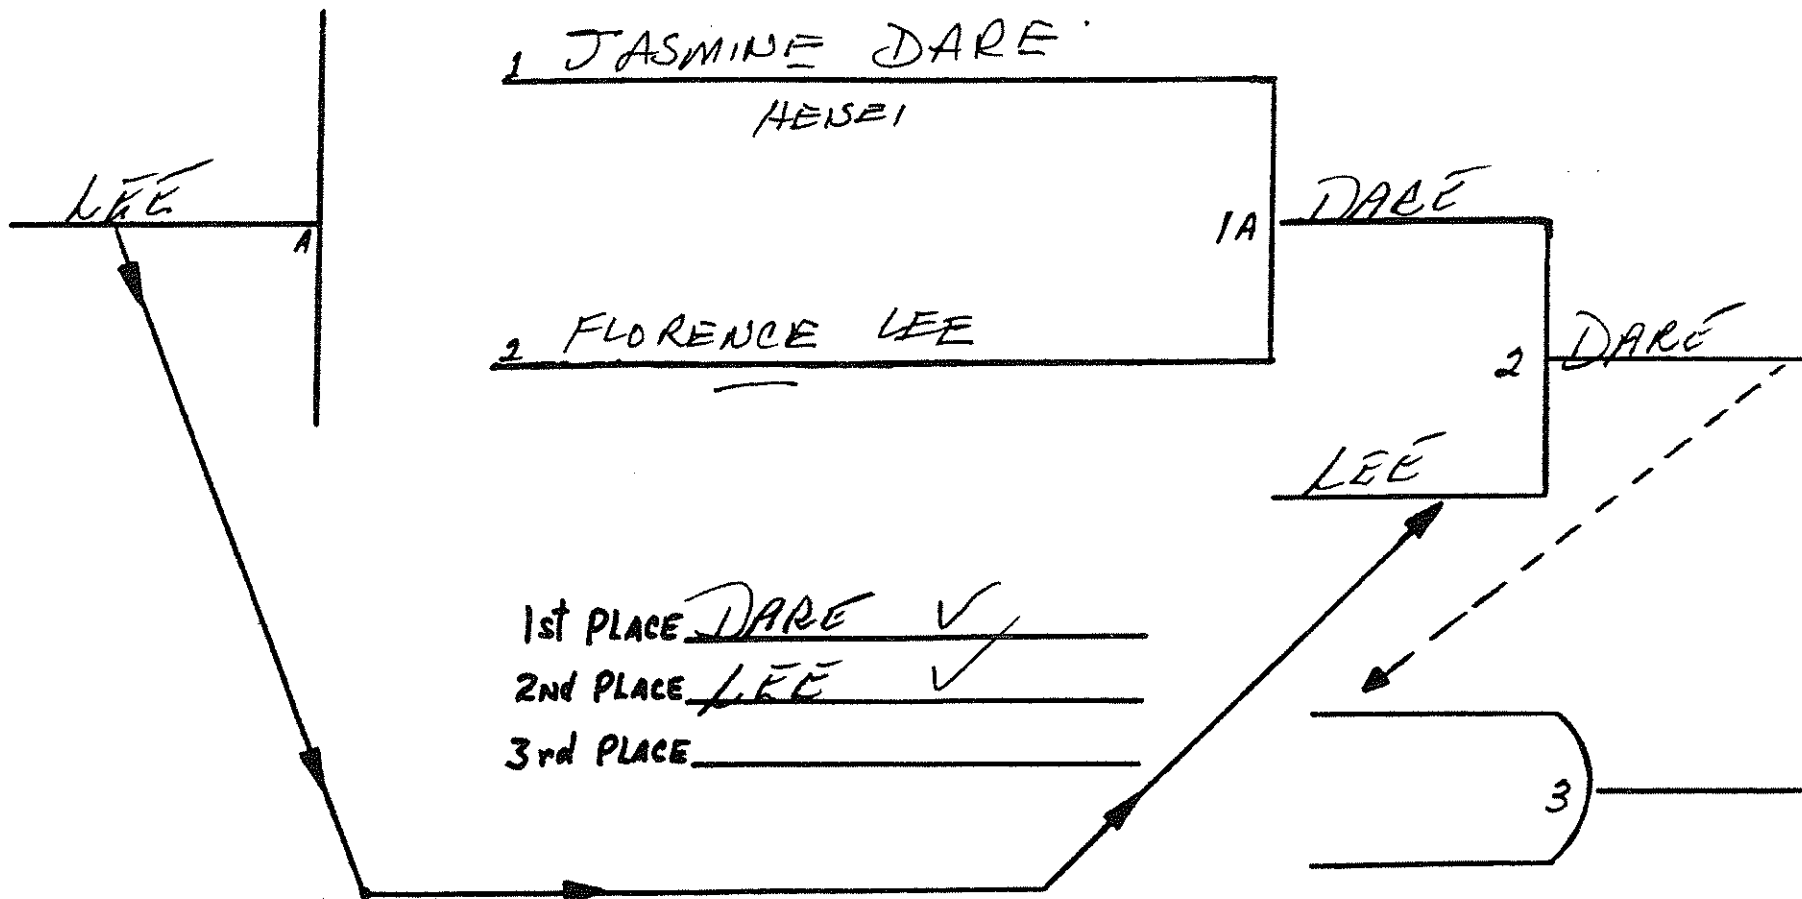 1 JASMINE DARE
HEISEI
LEE
A
1A
DARE
2 FLORENCE LEE
2
DARE
LEE
1st PLACE DARE ✓
2nd PLACE LEE ✓
3rd PLACE
3